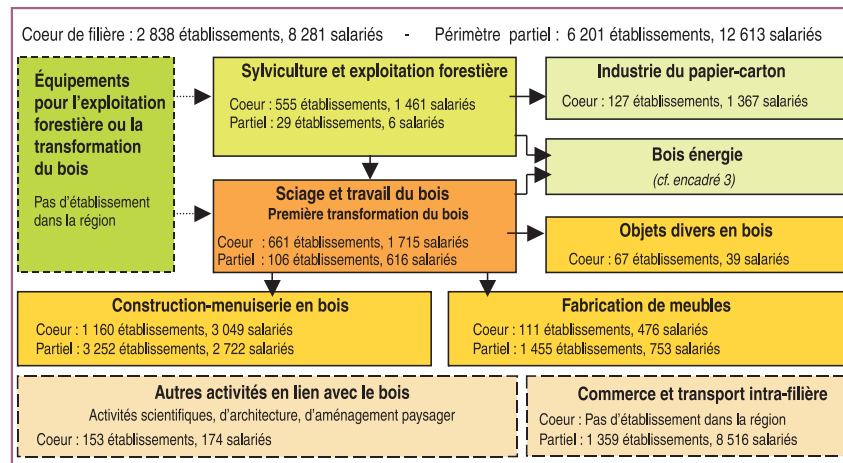 Coeur de filière : 2 838 établissements, 8 281 salariés - Périmètre partiel : 6 201 établissements, 12 613 salariés
Équipements
pour l'exploitation
forestière ou la
transformation
du bois
Pas d'établissement
dans la région
Sylviculture et exploitation forestière
Coeur : 555 établissements, 1 461 salariés
Partiel : 29 établissements, 6 salariés
Industrie du papier-carton
Coeur : 127 établissements, 1 367 salariés
Bois énergie
(cf. encadré 3)
Sciage et travail du bois
Première transformation du bois
Coeur : 661 établissements, 1 715 salariés
Partiel : 106 établissements, 616 salariés
Objets divers en bois
Coeur : 67 établissements, 39 salariés
Construction-menuiserie en bois
Coeur : 1 160 établissements, 3 049 salariés
Partiel : 3 252 établissements, 2 722 salariés
Fabrication de meubles
Coeur : 111 établissements, 476 salariés
Partiel : 1 455 établissements, 753 salariés
Autres activités en lien avec le bois
Activités scientifiques, d'architecture, d'aménagement paysager
Coeur : 153 établissements, 174 salariés
Commerce et transport intra-filière
Coeur : Pas d'établissement dans la région
Partiel : 1 359 établissements, 8 516 salariés